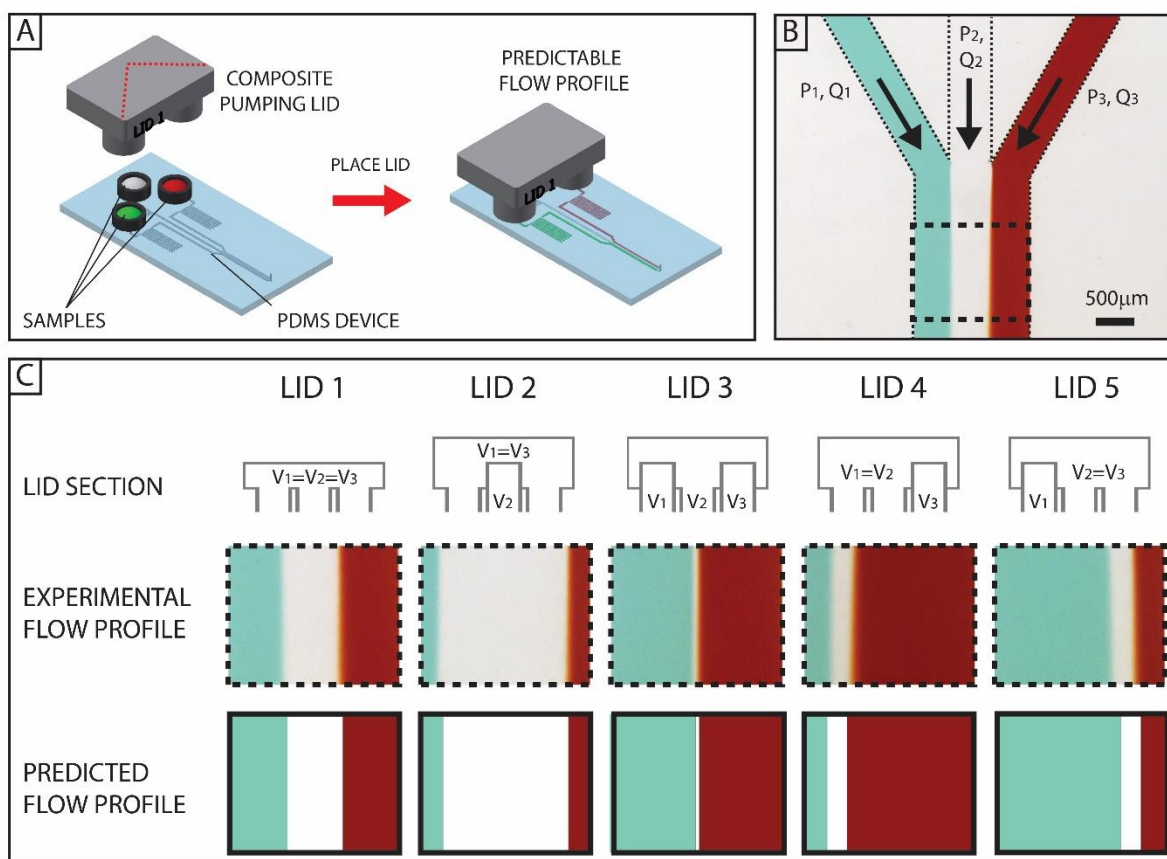 A
COMPOSITE
PUMPING LID
LID 1
PLACE LID
PREDICTABLE
FLOW PROFILE
LID 1
SAMPLES
PDMS DEVICE
B
P1, Q1
P2,
Q2
P3, Q3
500μm
C
LID 1 LID 2 LID 3 LID 4 LID 5
LID SECTION
V1=V2=V3
V1=V3
V2
V1 V2 V3
V1=V2
V3
V2=V3
V1
EXPERIMENTAL
FLOW PROFILE
PREDICTED
FLOW PROFILE